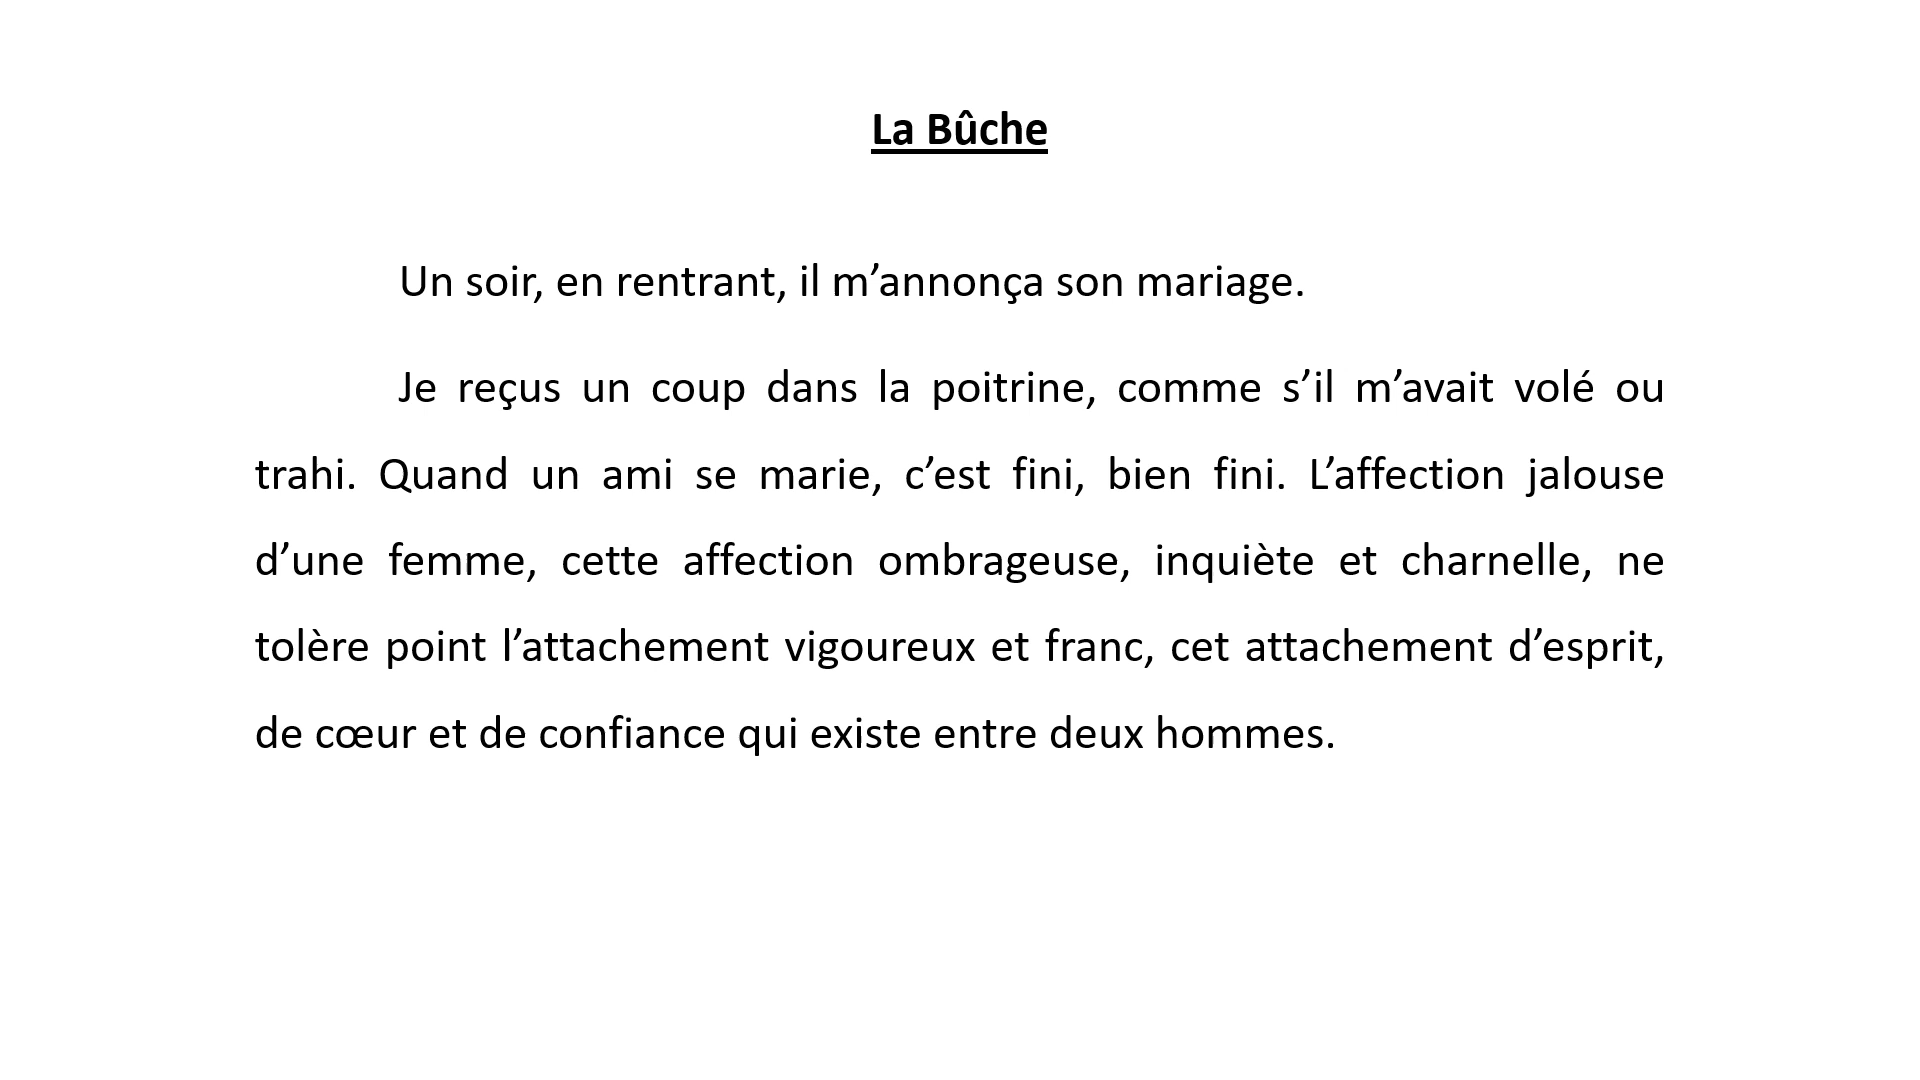 La Bûche
Un soir, en rentrant, il m’annonça son mariage.
Je reçus un coup dans la poitrine, comme s’il m’avait volé ou
trahi. Quand un ami se marie, c’est fini, bien fini. L’affection jalouse
d’une femme, cette affection ombrageuse, inquiète et charnelle, ne
tolère point l’attachement vigoureux et franc, cet attachement d’esprit,
de cœur et de confiance qui existe entre deux hommes.